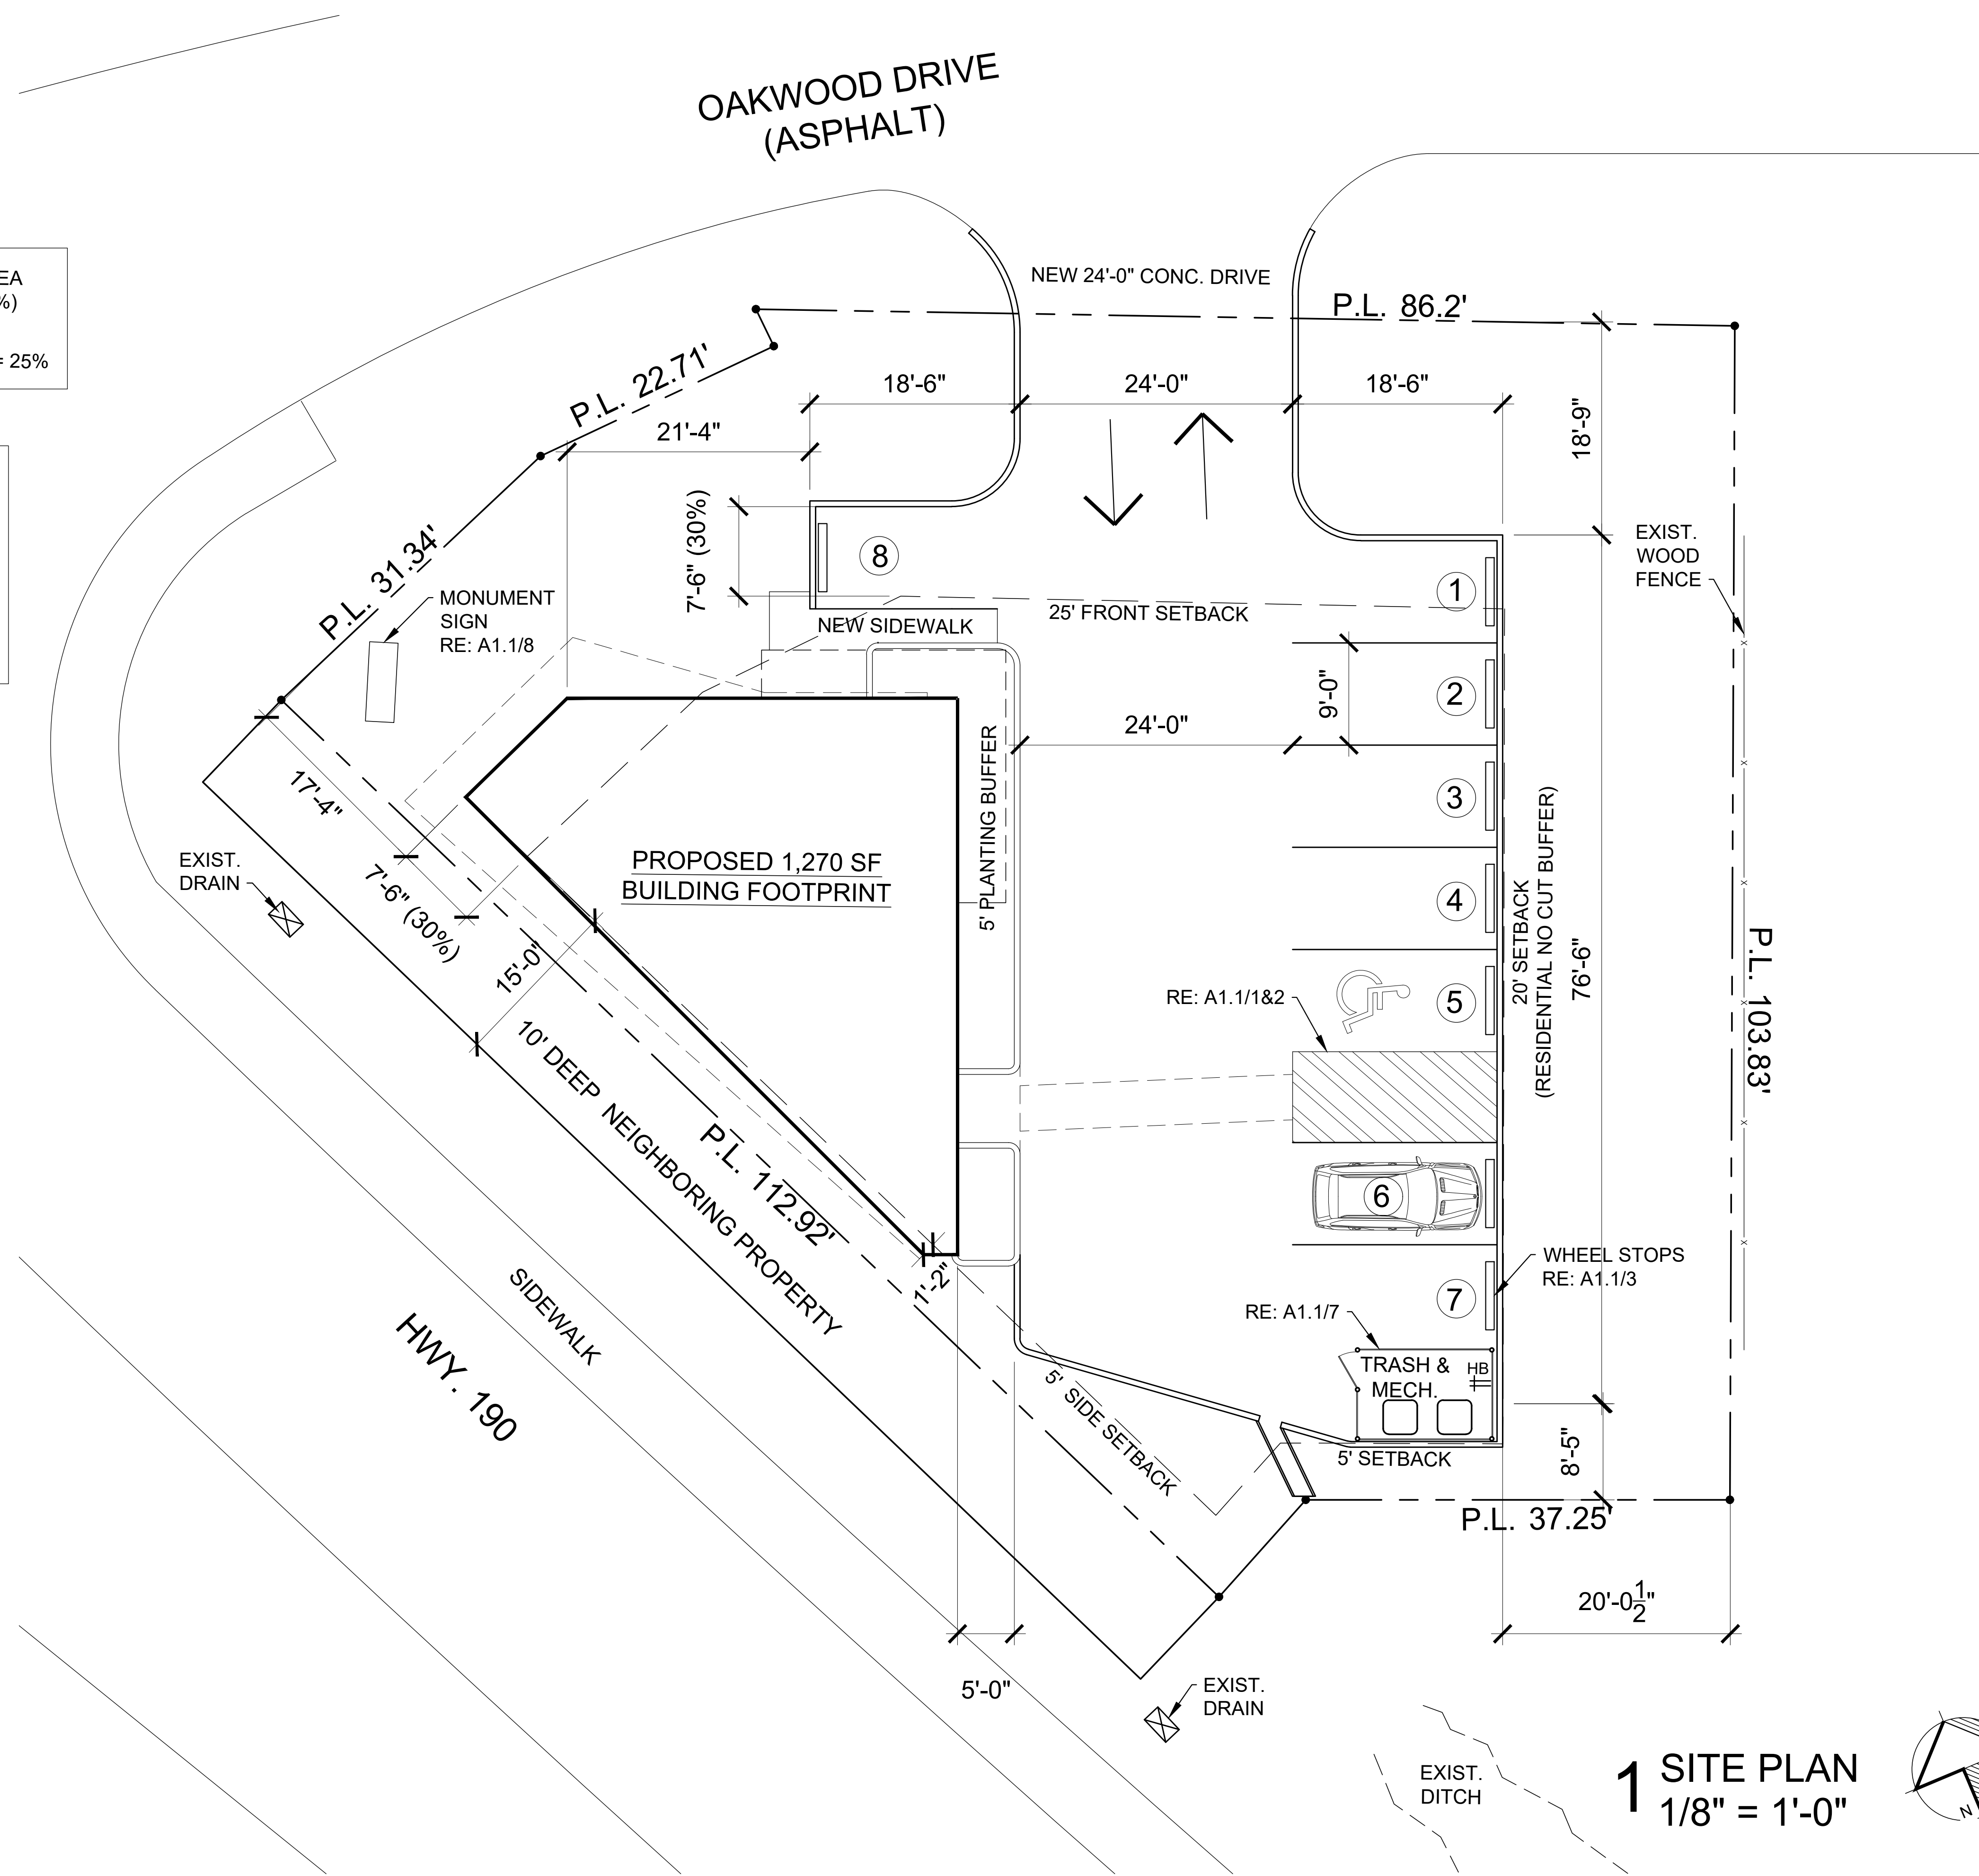 OAKWOOD DRIVE
(ASPHALT)
EA
%)
= 25%
NEW 24'-0" CONC. DRIVE
P.L. 86.2'
P.L. 22.71'
18'-6"
24'-0"
18'-6"
18'-9"
21'-4"
7'-6" (30%)
8
P.L. 31.34'
MONUMENT
SIGN
RE: A1.1/8
EXIST.
WOOD
FENCE
1
25' FRONT SETBACK
NEW SIDEWALK
9'-0"
2
24'-0"
5' PLANTING BUFFER
3
17'-4"
EXIST.
DRAIN
7'-6" (30%)
PROPOSED 1,270 SF
BUILDING FOOTPRINT
4
20' SETBACK
(RESIDENTIAL NO CUT BUFFER)
76'-6"
P.L. 103.83'
15'-0"
RE: A1.1/1&2
5
10' DEEP NEIGHBORING PROPERTY
P.L. 112.92'
6
1'-2"
WHEEL STOPS
RE: A1.1/3
7
RE: A1.1/7
TRASH &
MECH.
HB
SIDEWALK
HWY. 190
5' SIDE SETBACK
5' SETBACK
8'-5"
P.L. 37.25'
20'-0 1/2"
5'-0"
EXIST.
DRAIN
EXIST.
DITCH
1 SITE PLAN
1/8" = 1'-0"
N